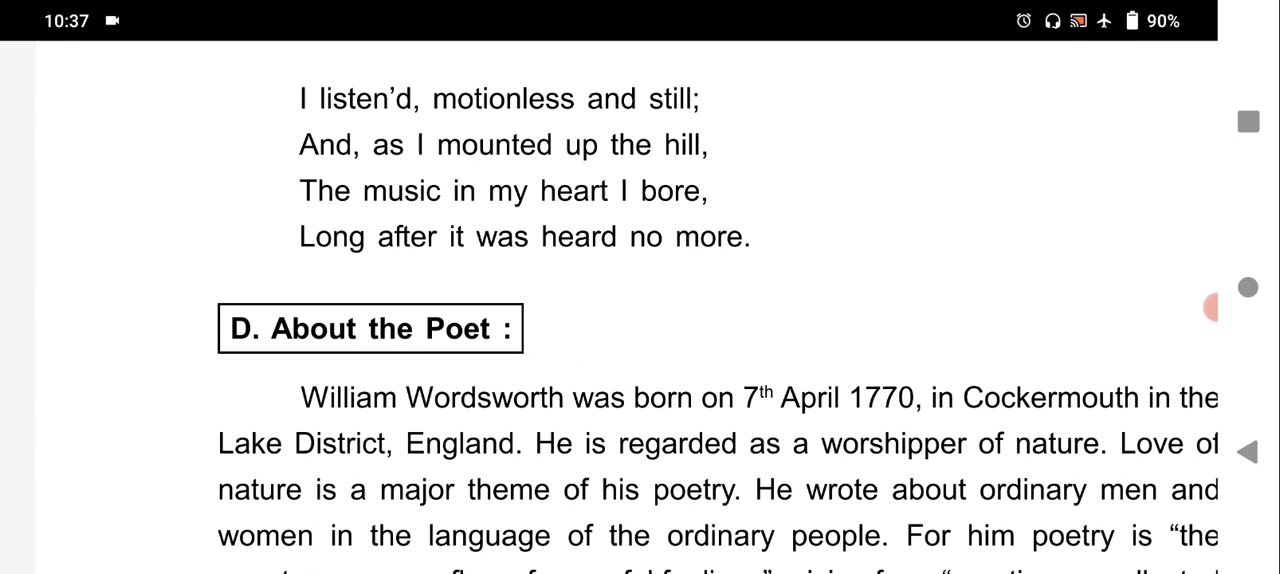 10:37
90%
I listen’d, motionless and still;
And, as I mounted up the hill,
The music in my heart I bore,
Long after it was heard no more.
D. About the Poet :
William Wordsworth was born on 7th April 1770, in Cockermouth in the
Lake District, England. He is regarded as a worshipper of nature. Love of
nature is a major theme of his poetry. He wrote about ordinary men and
women in the language of the ordinary people. For him poetry is “the